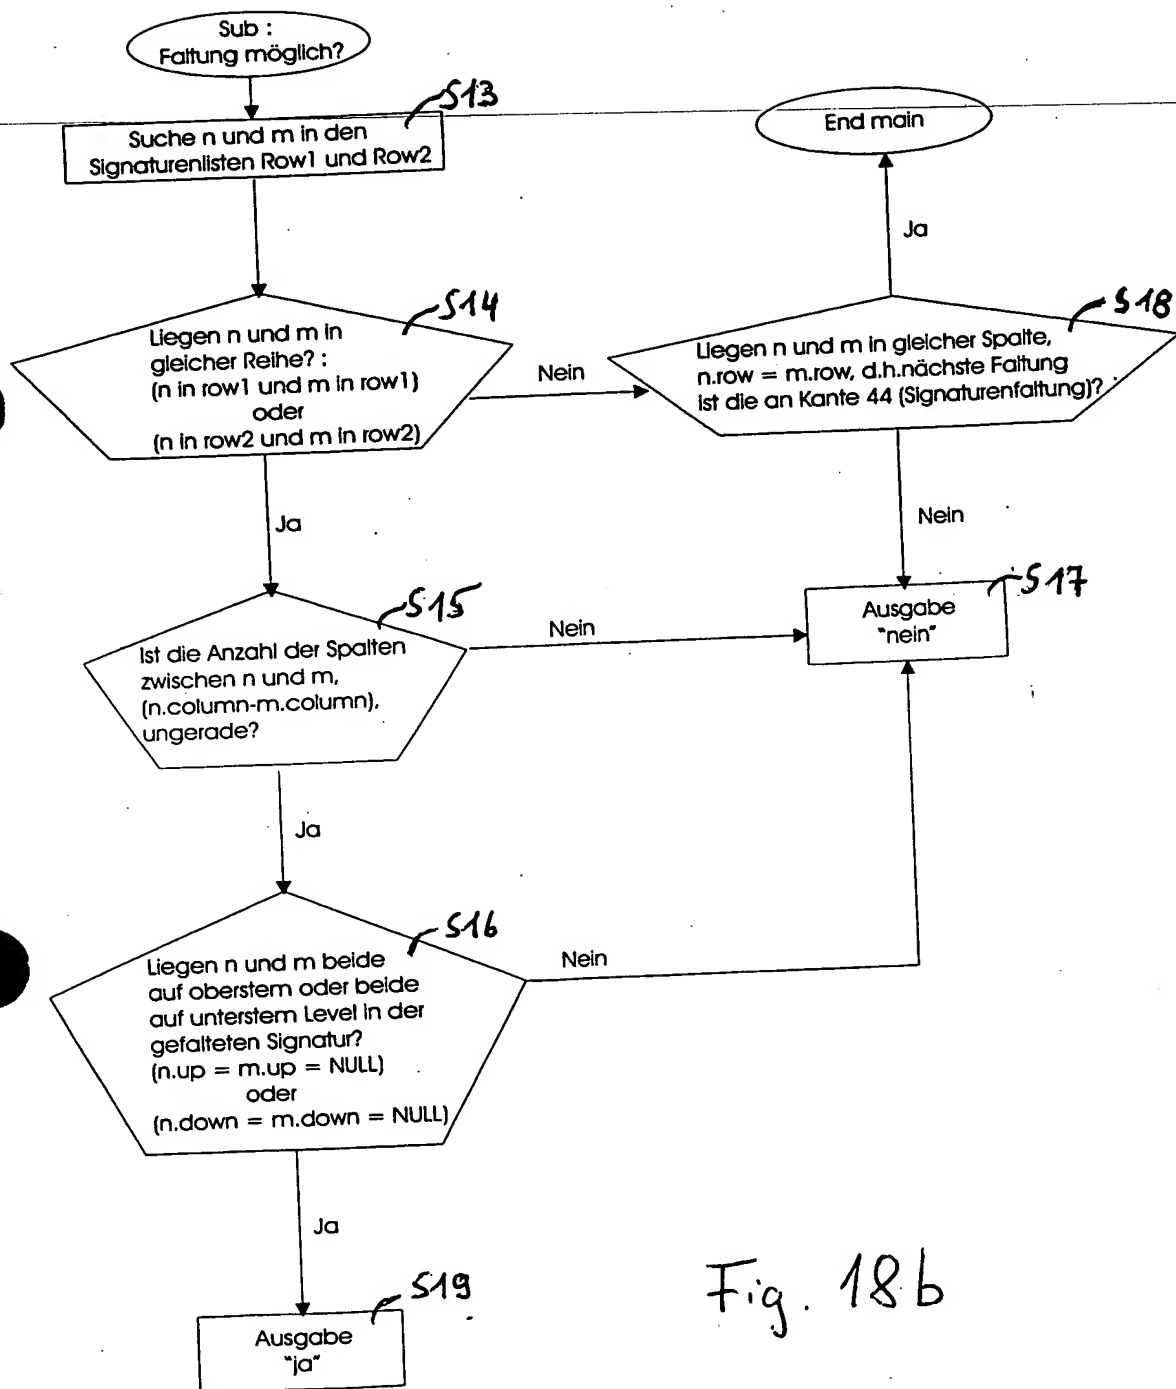 Sub :
Faltung möglich?
S13
Suche n und m in den
Signaturenlisten Row1 und Row2
End main
Ja
S14
Liegen n und m in
gleicher Reihe? :
(n in row1 und m in row1)
oder
(n in row2 und m in row2)
Nein
S18
Liegen n und m in gleicher Spalte,
n.row = m.row, d.h.nächste Faltung
ist die an Kante 44 (Signaturenfaltung)?
Ja
Nein
S15
Ist die Anzahl der Spalten
zwischen n und m,
(n.column-m.column),
ungerade?
Nein
S17
Ausgabe
"nein"
Ja
S16
Liegen n und m beide
auf oberstem oder beide
auf unterstem Level in der
gefalteten Signatur?
(n.up = m.up = NULL)
oder
(n.down = m.down = NULL)
Nein
Ja
S19
Ausgabe
"ja"
Fig. 18b